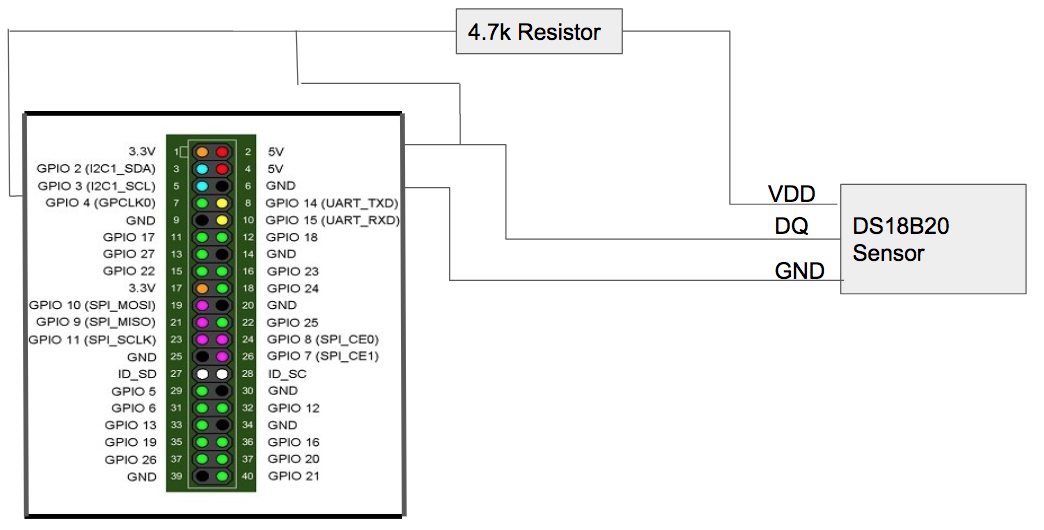 4.7k Resistor
3.3V 1 2 5V
GPIO 2 (I2C1_SDA) 3 4 5V
GPIO 3 (I2C1_SCL) 5 6 GND
GPIO 4 (GPCLK0) 7 8 GPIO 14 (UART_TXD)
GND 9 10 GPIO 15 (UART_RXD)
GPIO 17 11 12 GPIO 18
GPIO 27 13 14 GND
GPIO 22 15 16 GPIO 23
3.3V 17 18 GPIO 24
GPIO 10 (SPI_MOSI) 19 20 GND
GPIO 9 (SPI_MISO) 21 22 GPIO 25
GPIO 11 (SPI_SCLK) 23 24 GPIO 8 (SPI_CE0)
GND 25 26 GPIO 7 (SPI_CE1)
ID_SD 27 28 ID_SC
GPIO 5 29 30 GND
GPIO 6 31 32 GPIO 12
GPIO 13 33 34 GND
GPIO 19 35 36 GPIO 16
GPIO 26 37 37 GPIO 20
GND 39 40 GPIO 21
VDD
DQ
GND
DS18B20
Sensor